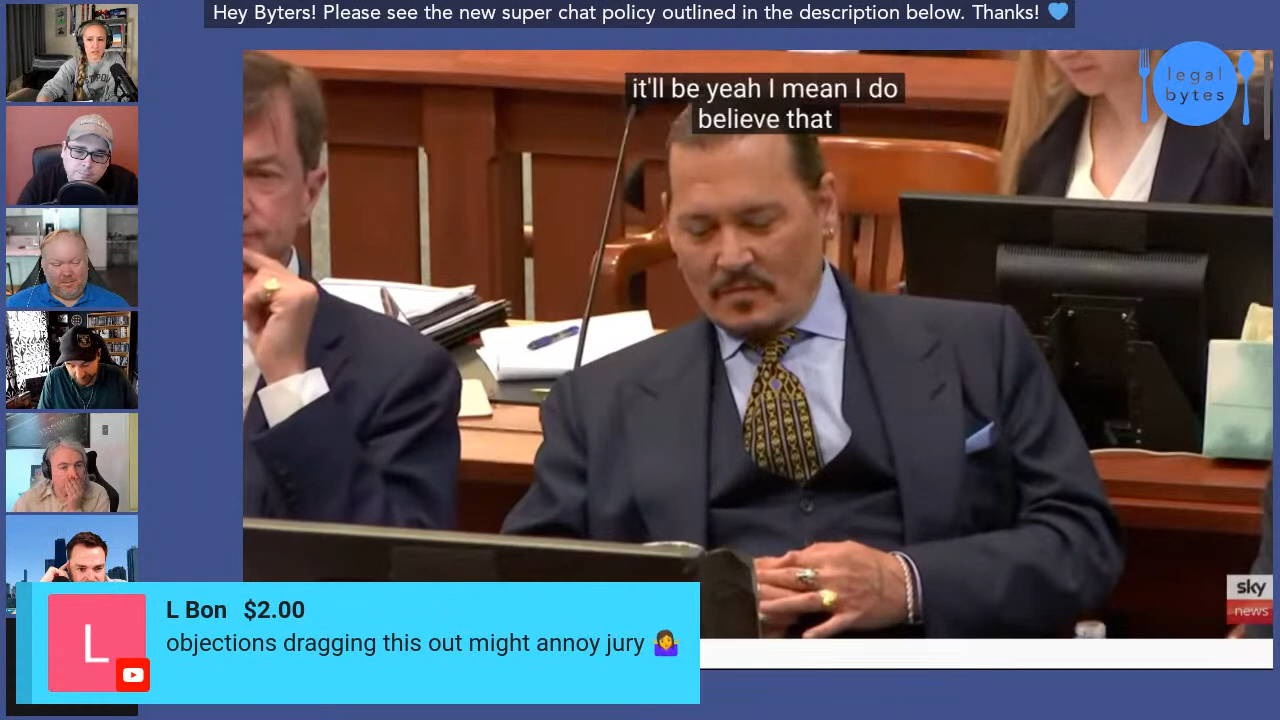 Hey Byters! Please see the new super chat policy outlined in the description below. Thanks! 💙
legal
bytes
it'll be yeah I mean I do
believe that
sky
news
L
L Bon $2.00
objections dragging this out might annoy jury 🤷‍♀️